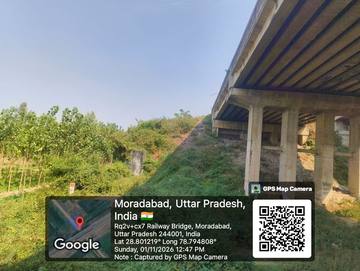 GPS Map Camera
Moradabad, Uttar Pradesh,
India 🇮🇳
Rq2v+cx7 Railway Bridge, Moradabad,
Uttar Pradesh 244001, India
Lat 28.801219° Long 78.794808°
Sunday, 01/11/2026 12:47 PM
Note : Captured by GPS Map Camera
Google